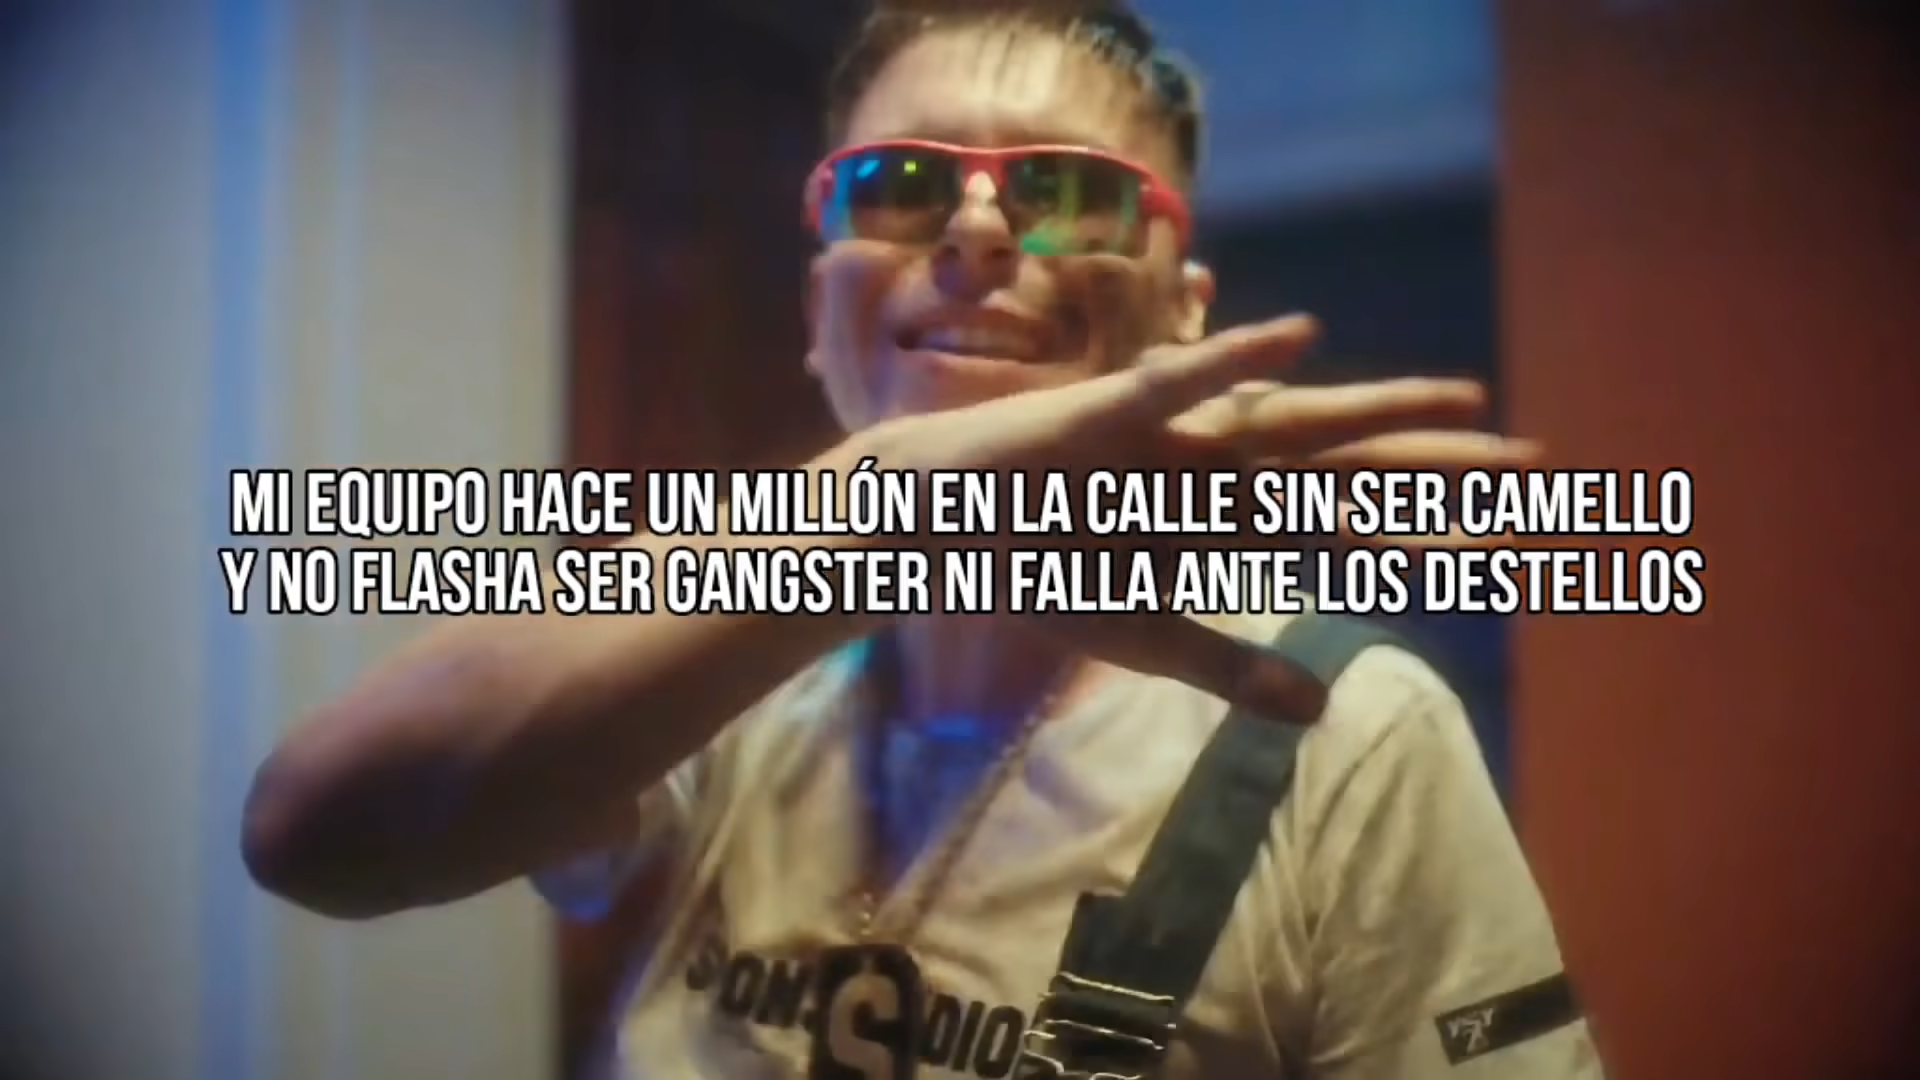 MI EQUIPO HACE UN MILLÓN EN LA CALLE SIN SER CAMELLO
Y NO FLASHA SER GANGSTER NI FALLA ANTE LOS DESTELLOS
S
DIO